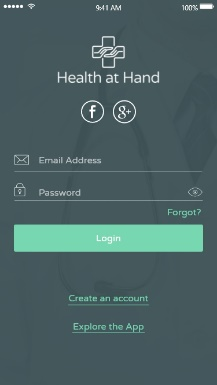 9:41 AM 100%
Health at Hand
f g+
Email Address
Password
Forgot?
Login
Create an account
Explore the App